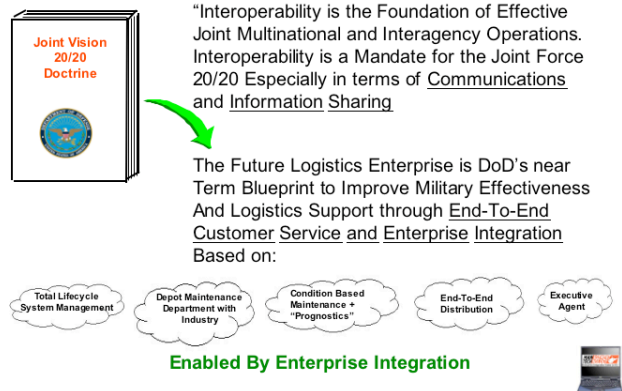 Joint Vision
20/20
Doctrine
“Interoperability is the Foundation of Effective
Joint Multinational and Interagency Operations.
Interoperability is a Mandate for the Joint Force
20/20 Especially in terms of Communications
and Information Sharing
The Future Logistics Enterprise is DoD's near
Term Blueprint to Improve Military Effectiveness
And Logistics Support through End-To-End
Customer Service and Enterprise Integration
Based on:
Total Lifecycle
System Management
Depot Maintenance
Department with
Industry
Condition Based
Maintenance +
“Prognostics”
End-To-End
Distribution
Executive
Agent
Enabled By Enterprise Integration